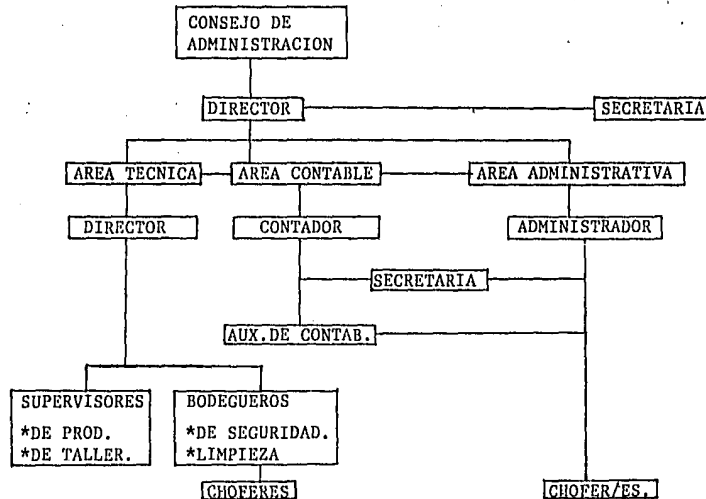 CONSEJO DE
ADMINISTRACION
DIRECTOR
SECRETARIA
AREA TECNICA
AREA CONTABLE
AREA ADMINISTRATIVA
DIRECTOR
CONTADOR
ADMINISTRADOR
SECRETARIA
AUX.DE CONTAB.
SUPERVISORES
*DE PROD.
*DE TALLER.
BODEGUEROS
*DE SEGURIDAD.
*LIMPIEZA
CHOFERES
CHOFER/ES.